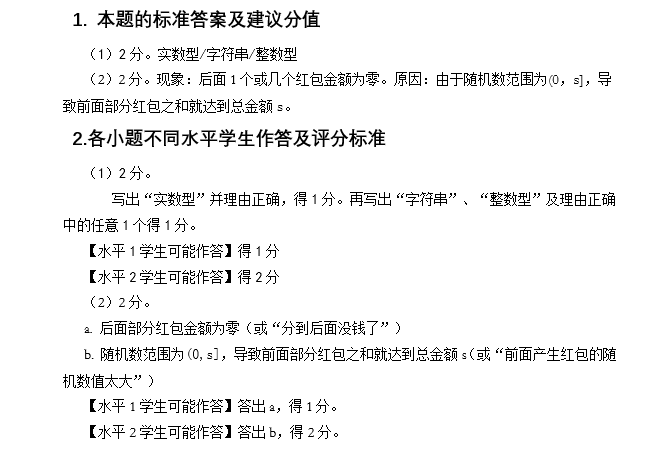 1. 本题的标准答案及建议分值
（1）2分。实数型/字符串/整数型
（2）2分。现象：后面1个或几个红包金额为零。原因：由于随机数范围为(0，s]，导
致前面部分红包之和就达到总金额s。
2.各小题不同水平学生作答及评分标准
（1）2分。
写出“实数型”并理由正确，得1分。再写出“字符串”、“整数型”及理由正确
中的任意1个得1分。
【水平1学生可能作答】得1分
【水平2学生可能作答】得2分
（2）2分。
a. 后面部分红包金额为零（或“分到后面没钱了”）
b. 随机数范围为(0,s]，导致前面部分红包之和就达到总金额s（或“前面产生红包的随
机数值太大”）
【水平1学生可能作答】答出a，得1分。
【水平2学生可能作答】答出b，得2分。